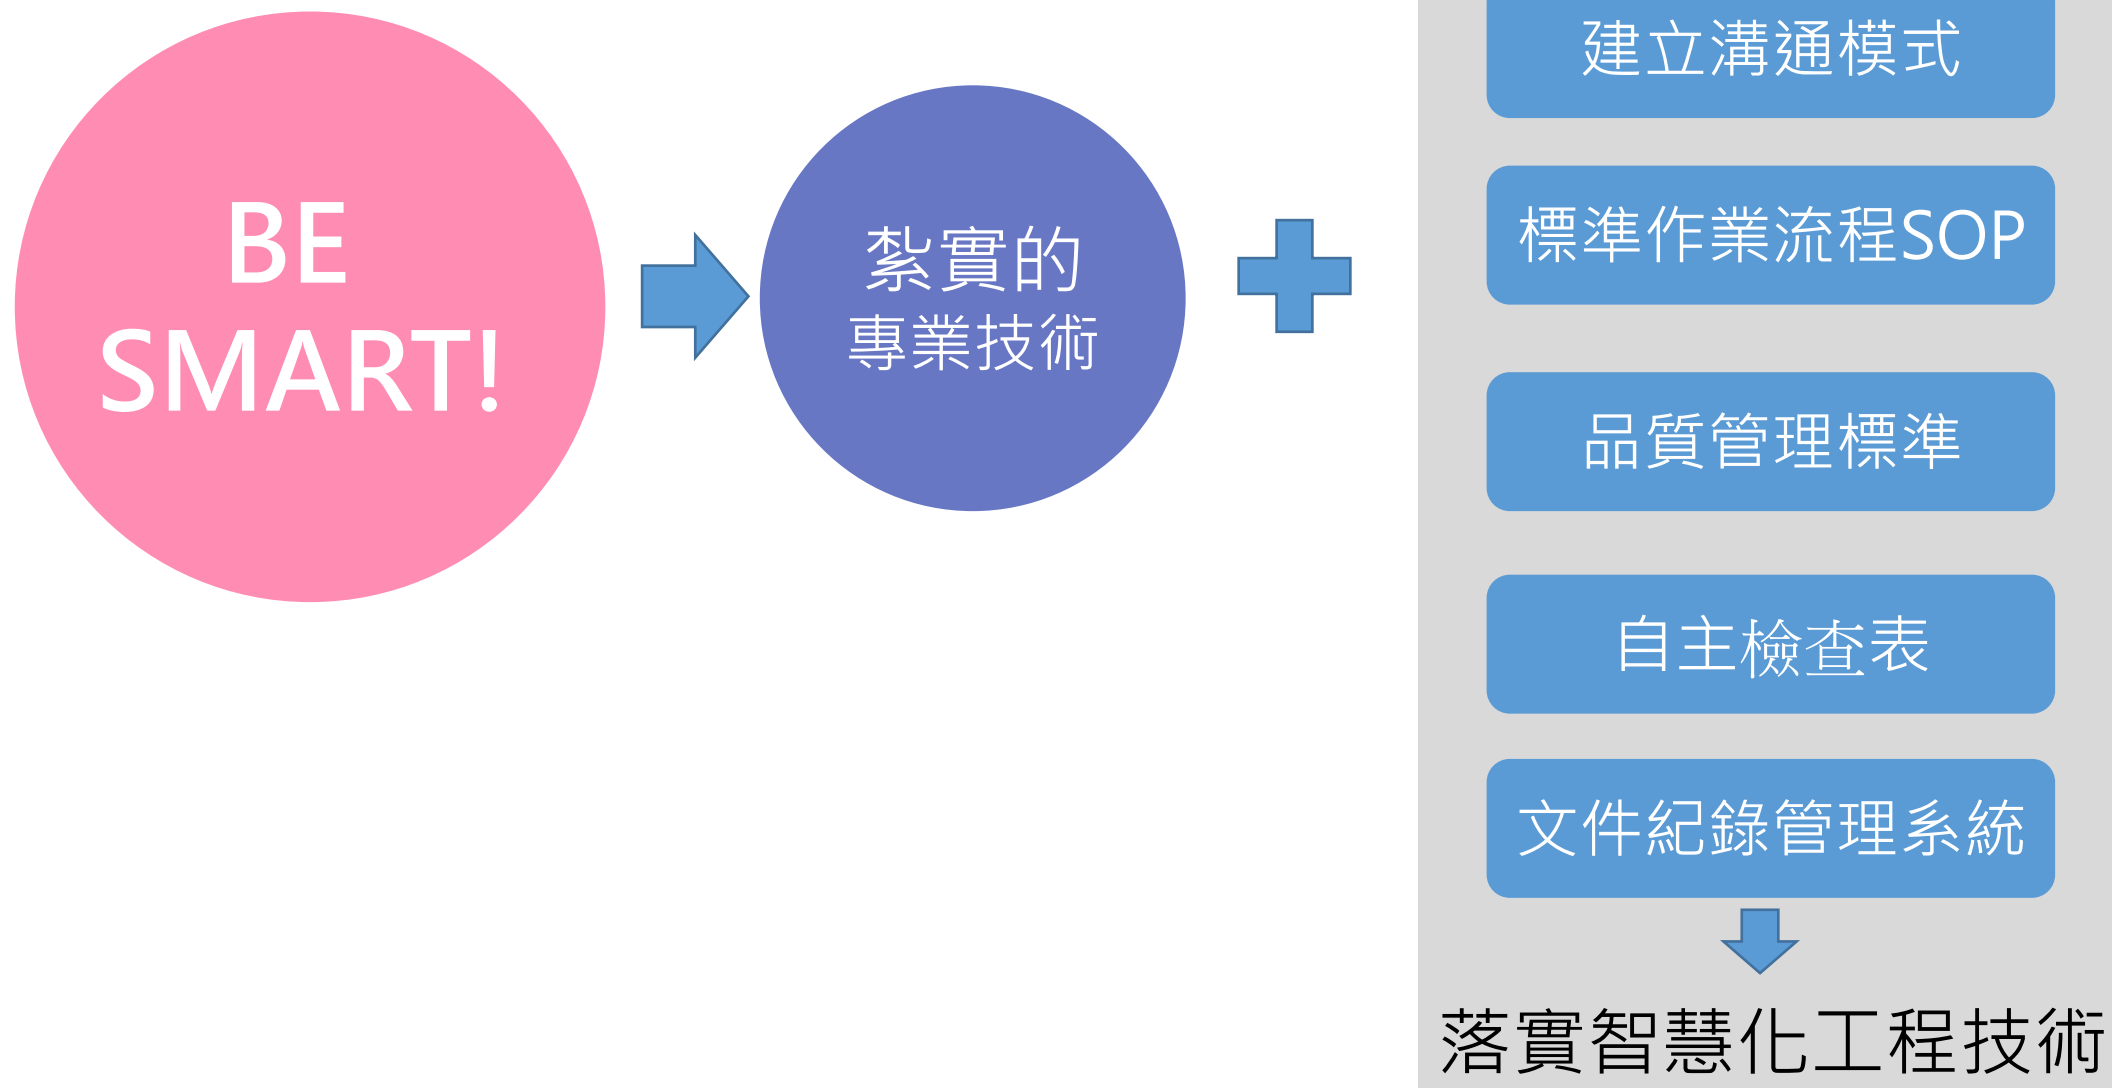 BE
SMART!
紮實的
專業技術
建立溝通模式
標準作業流程SOP
品質管理標準
自主檢查表
文件紀錄管理系統
落實智慧化工程技術